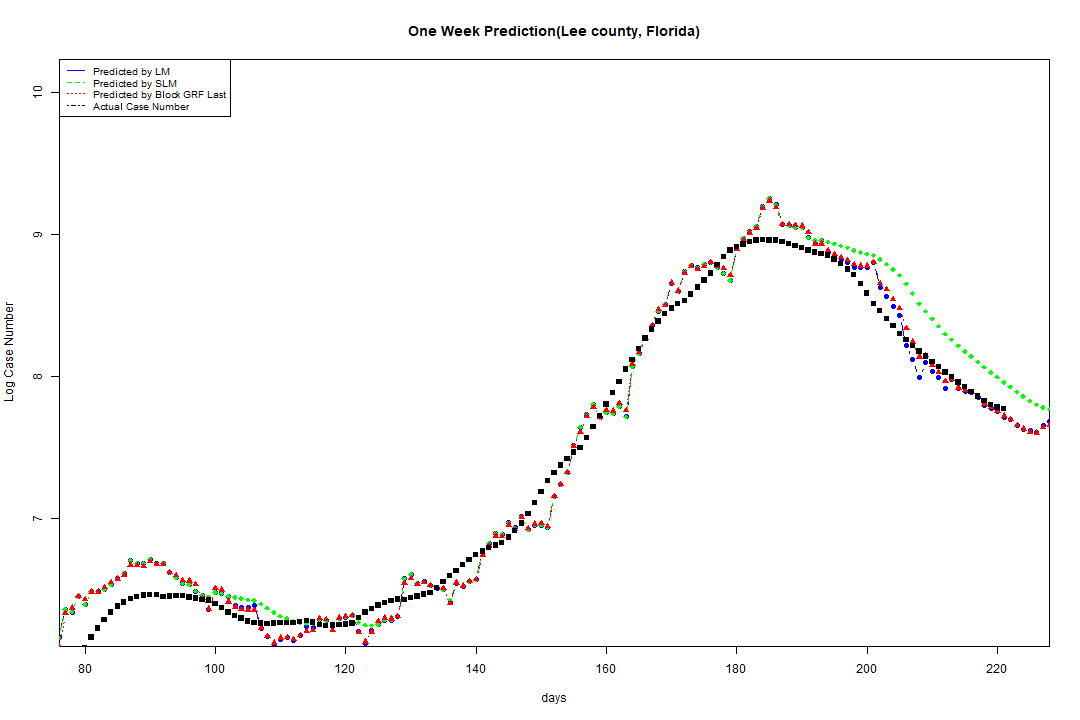 One Week Prediction(Lee county, Florida)
Predicted by LM
Predicted by SLM
Predicted by Block GRF Last
Actual Case Number
10
9
8
7
Log Case Number
80 100 120 140 160 180 200 220
days